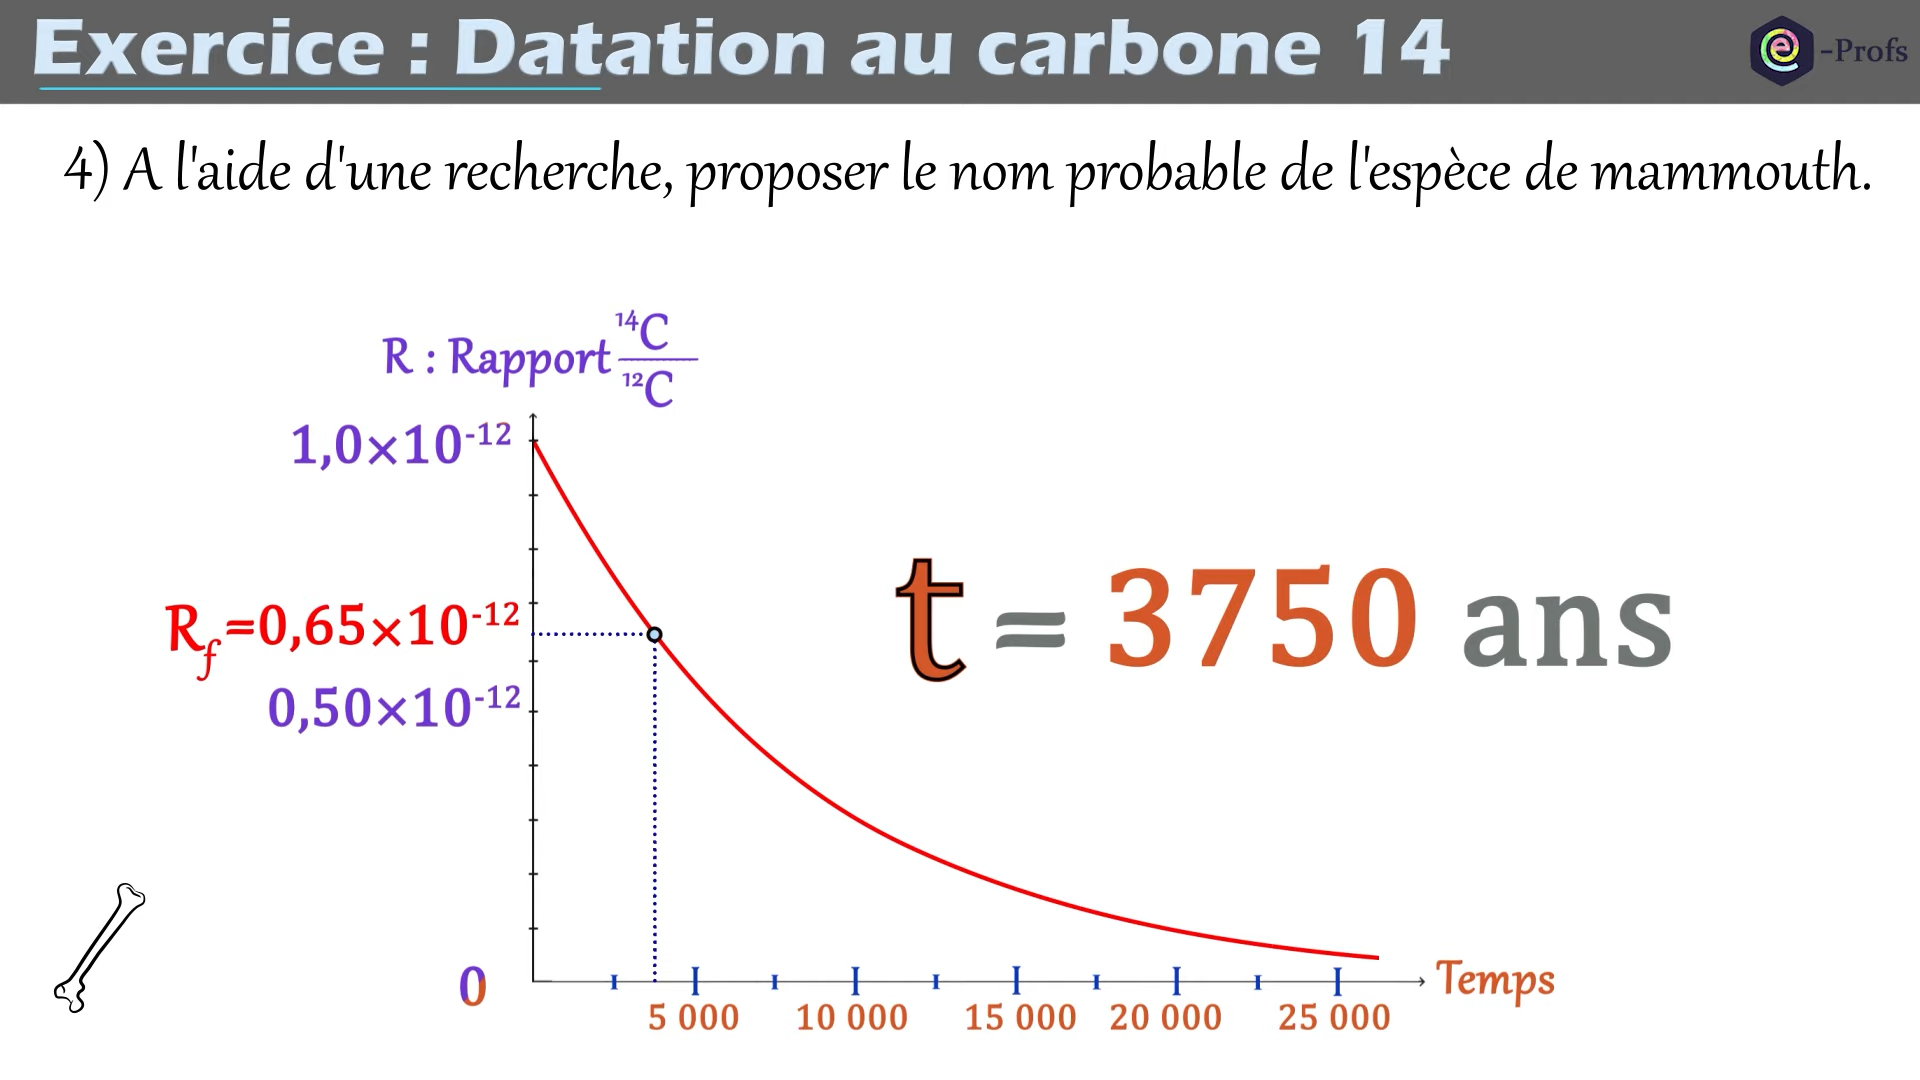 Exercice : Datation au carbone 14
e -Profs
4) A l'aide d'une recherche, proposer le nom probable de l'espèce de mammouth.
R : Rapport ¹⁴C / ¹²C
1,0×10⁻¹²
R_f=0,65×10⁻¹²
t = 3750 ans
0,50×10⁻¹²
0
Temps
5 000 10 000 15 000 20 000 25 000